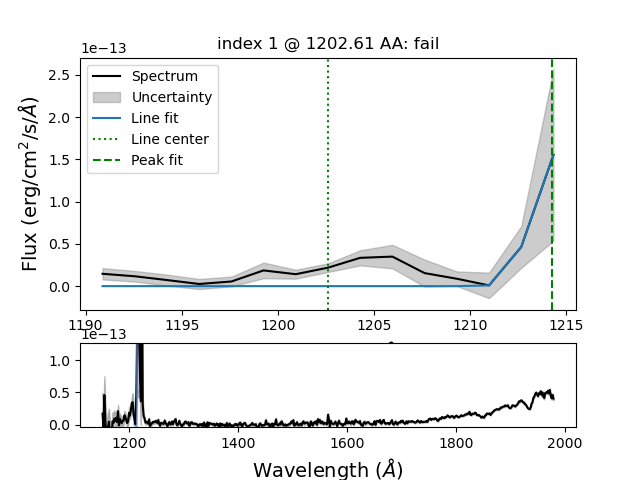 index 1 @ 1202.61 AA: fail
1e−13
Spectrum
Uncertainty
Line fit
Line center
Peak fit
Flux (erg/cm²/s/Å)
2.5
2.0
1.5
1.0
0.5
0.0
1190 1195 1200 1205 1210 1215
1e−13
1.0
0.5
0.0
1200 1400 1600 1800 2000
Wavelength (Å)